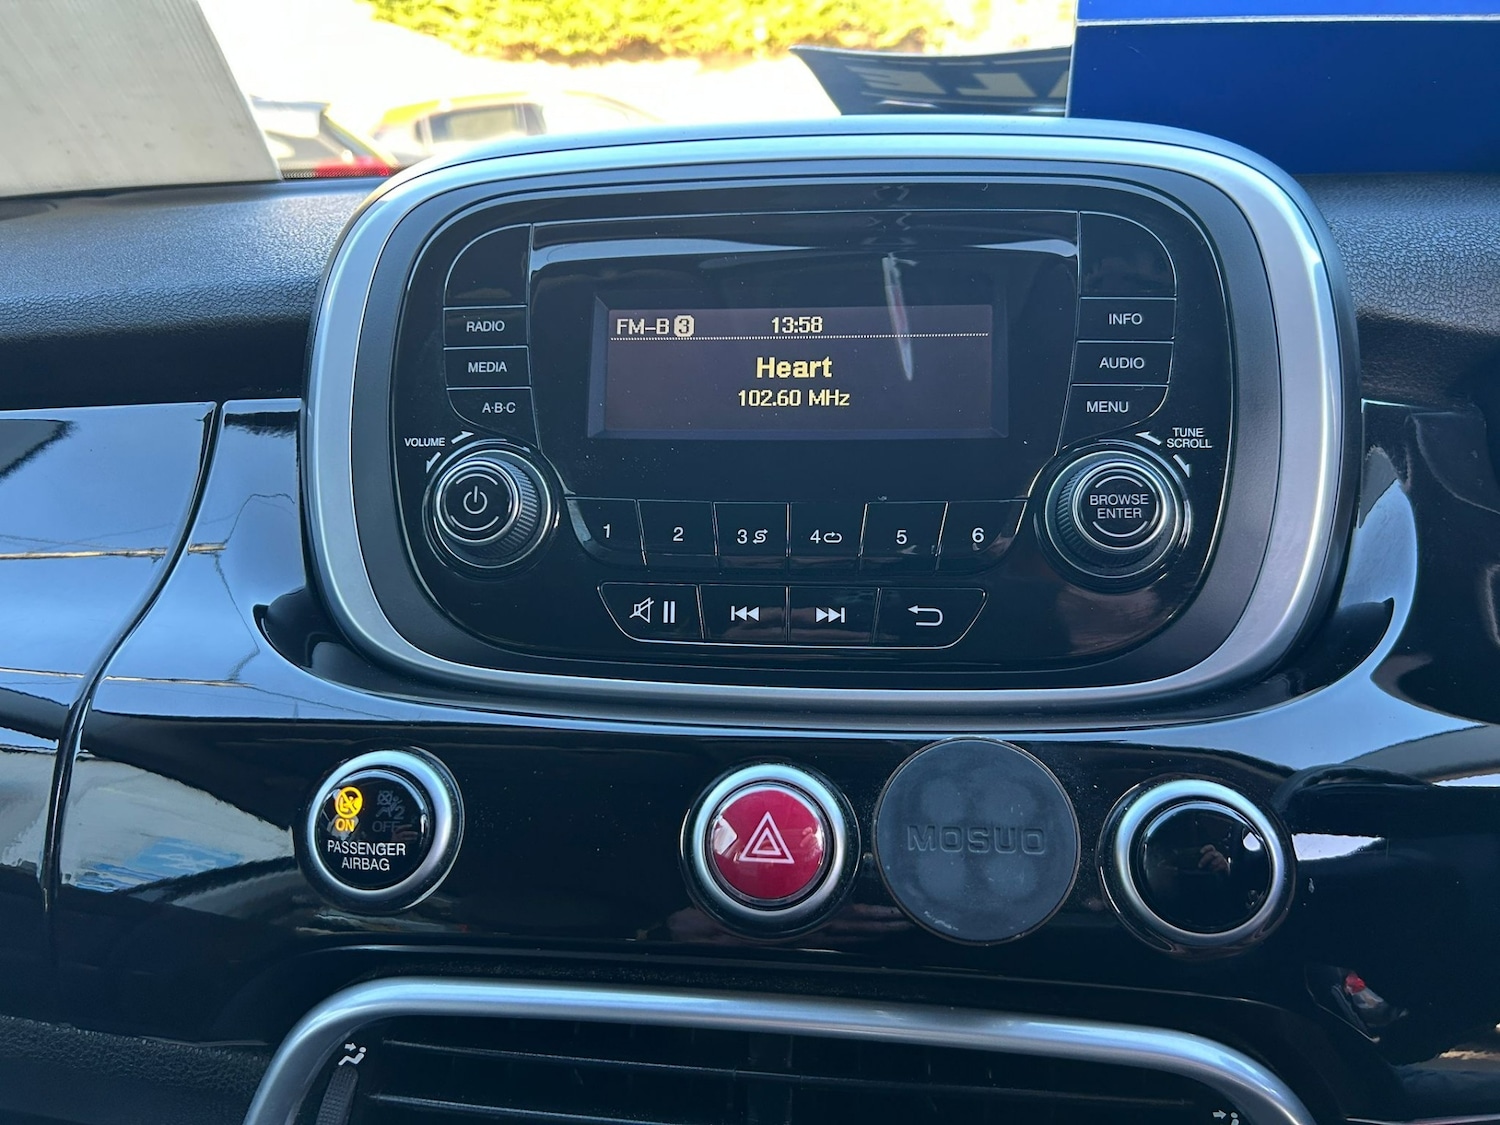 FM-B 3 13:58
Heart
102.60 MHz
RADIO
MEDIA
A·B·C
INFO
AUDIO
MENU
VOLUME
TUNE
SCROLL
BROWSE
ENTER
1 2 3 4 5 6
ON OFF
PASSENGER
AIRBAG
MOSUO